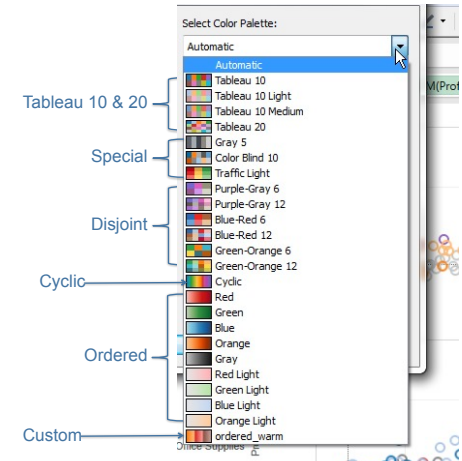 Select Color Palette:
Automatic
Automatic
M(Prof
Tableau 10 & 20
Tableau 10
Tableau 10 Light
Tableau 10 Medium
Tableau 20
Special
Gray 5
Color Blind 10
Traffic Light
Disjoint
Purple-Gray 6
Purple-Gray 12
Blue-Red 6
Blue-Red 12
Green-Orange 6
Green-Orange 12
Cyclic
Cyclic
Ordered
Red
Green
Blue
Orange
Gray
Red Light
Green Light
Blue Light
Orange Light
Custom
ordered_warm
Office Supplies